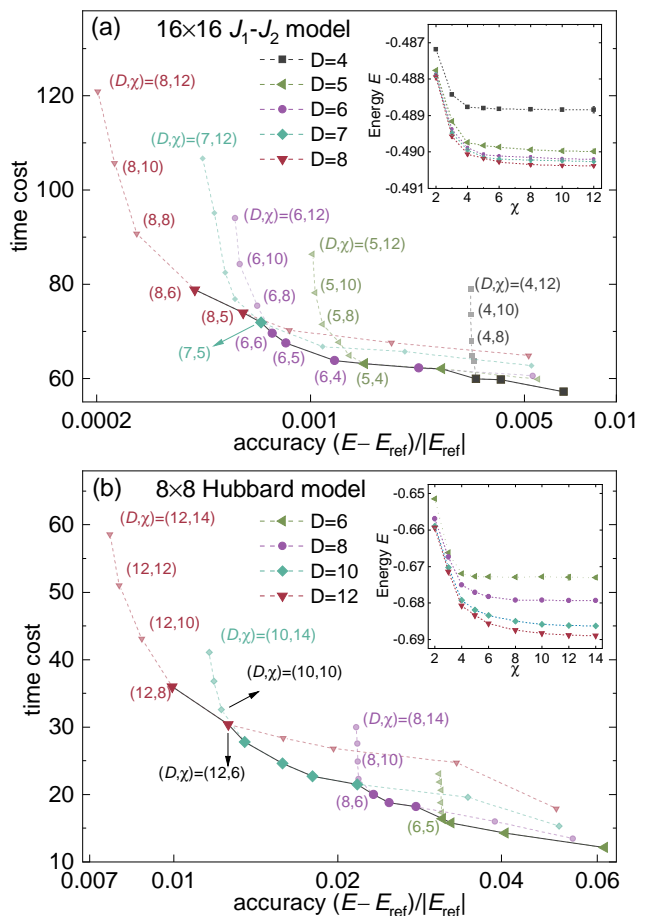 (a) 16×16 J₁-J₂ model
D=4
D=5
D=6
D=7
D=8
(D,χ)=(8,12)
(8,10)
(8,8)
(8,6)
(8,5)
(D,χ)=(7,12)
(7,5)
(D,χ)=(6,12)
(6,10)
(6,8)
(6,6)
(6,5)
(6,4)
(D,χ)=(5,12)
(5,10)
(5,8)
(5,4)
(D,χ)=(4,12)
(4,10)
(4,8)
time cost
120
100
80
60
0.0002
0.001
0.005
0.01
accuracy (E−E_ref)/|E_ref|
Energy E
-0.487
-0.488
-0.489
-0.490
-0.491
2
4
6
8
10
12
χ
(b) 8×8 Hubbard model
D=6
D=8
D=10
D=12
(D,χ)=(12,14)
(12,12)
(12,10)
(12,8)
(D,χ)=(10,14)
(D,χ)=(10,10)
(D,χ)=(12,6)
(D,χ)=(8,14)
(8,10)
(8,6)
(6,5)
time cost
60
50
40
30
20
10
0.007
0.01
0.02
0.04
0.06
accuracy (E−E_ref)/|E_ref|
Energy E
-0.65
-0.66
-0.67
-0.68
-0.69
2
4
6
8
10
12
14
χ